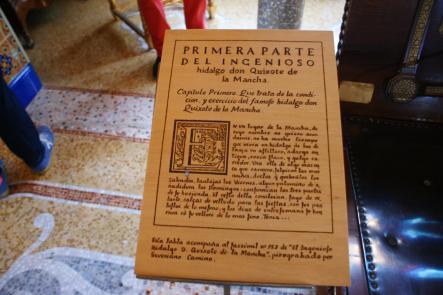 PRIMERA PARTE
DEL INGENIOSO
hidalgo don Quixote de
la Mancha.
Capitulo Primero. Que trata de la condi-
cion, y exercicio del famoso hidalgo don
Quixote de la Mancha.
EN un lugar de la Mancha, de
cuyo nombre no quiero acor-
darme, no ha mucho tiempo
que vivia un hidalgo de los de
lança en astillero, adarga an-
tigua, rozin flaco, y galgo co-
rredor. Una olla de algo mas
vaca que carnero, salpicon las mas
noches, duelos y quebrantos los
Sabados, lantejas los Viernes, algun palomino de a-
ñadidura los Domingos: consumian las tres partes
de su hazienda. El resto della concluian, sayo de
velarte, calças de velludo para las fiestas, con sus pan-
tuflos de lo mesmo, y los dias de entresemana se hon-
rava con su vellori de lo mas fino. Tenia ...
Esta tabla acompaña al facsimil nº 153 de "El Ingenioso
Hidalgo D. Quixote de la Mancha", pirograbado por
Camino.